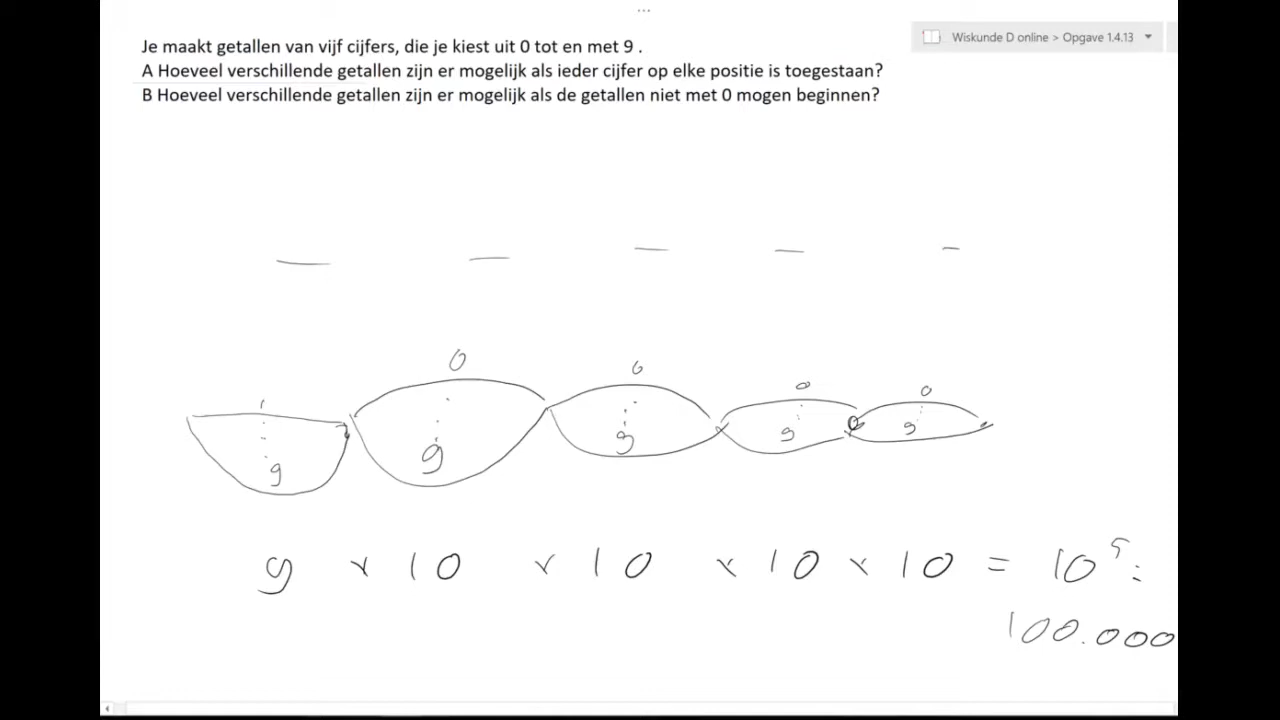 Wiskunde D online > Opgave 1.4.13
Je maakt getallen van vijf cijfers, die je kiest uit 0 tot en met 9 .
A Hoeveel verschillende getallen zijn er mogelijk als ieder cijfer op elke positie is toegestaan?
B Hoeveel verschillende getallen zijn er mogelijk als de getallen niet met 0 mogen beginnen?
1 0 0 0 0
9 9 9 9 9
9 × 10 × 10 × 10 × 10 = 10⁵ =
100.000